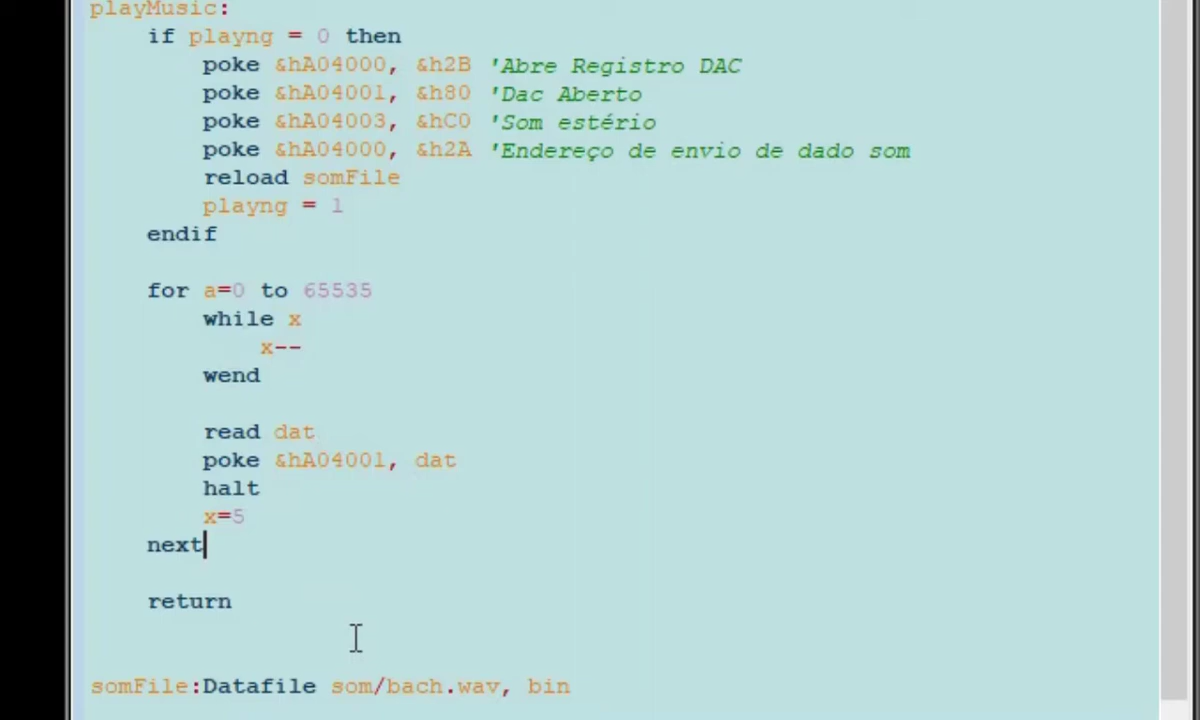 playMusic:
if playng = 0 then
poke &hA04000, &h2B 'Abre Registro DAC
poke &hA04001, &h80 'Dac Aberto
poke &hA04003, &hC0 'Som estério
poke &hA04000, &h2A 'Endereço de envio de dado som
reload somFile
playng = 1
endif
for a=0 to 65535
while x
x--
wend
read dat
poke &hA04001, dat
halt
x=5
next
return
somFile:Datafile som/bach.wav, bin